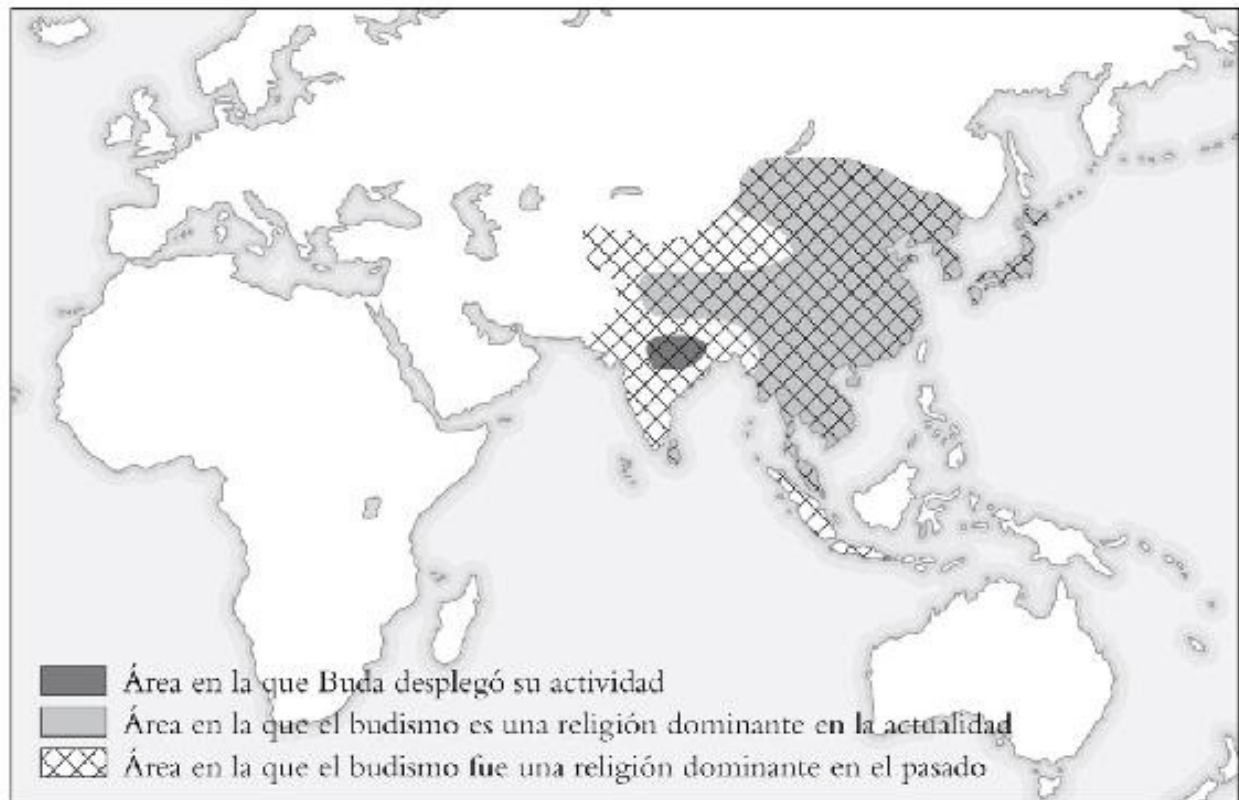 Área en la que Buda desplegó su actividad
Área en la que el budismo es una religión dominante en la actualidad
Área en la que el budismo fue una religión dominante en el pasado